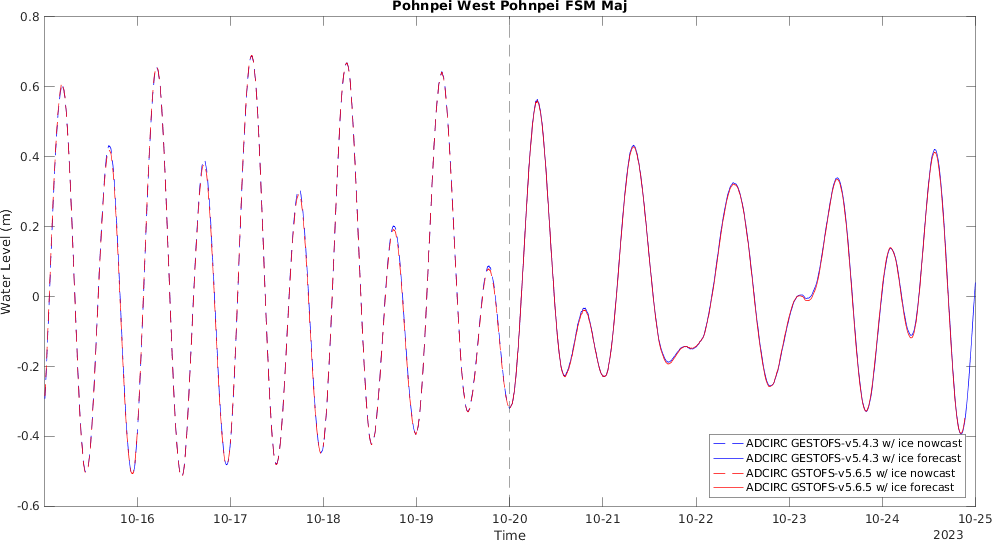 Pohnpei West Pohnpei FSM Maj
Water Level (m)
0.8
0.6
0.4
0.2
0
-0.2
-0.4
-0.6
10-16
10-17
10-18
10-19
10-20
10-21
10-22
10-23
10-24
10-25
Time
2023
ADCIRC GESTOFS-v5.4.3 w/ ice nowcast
ADCIRC GESTOFS-v5.4.3 w/ ice forecast
ADCIRC GSTOFS-v5.6.5 w/ ice nowcast
ADCIRC GSTOFS-v5.6.5 w/ ice forecast